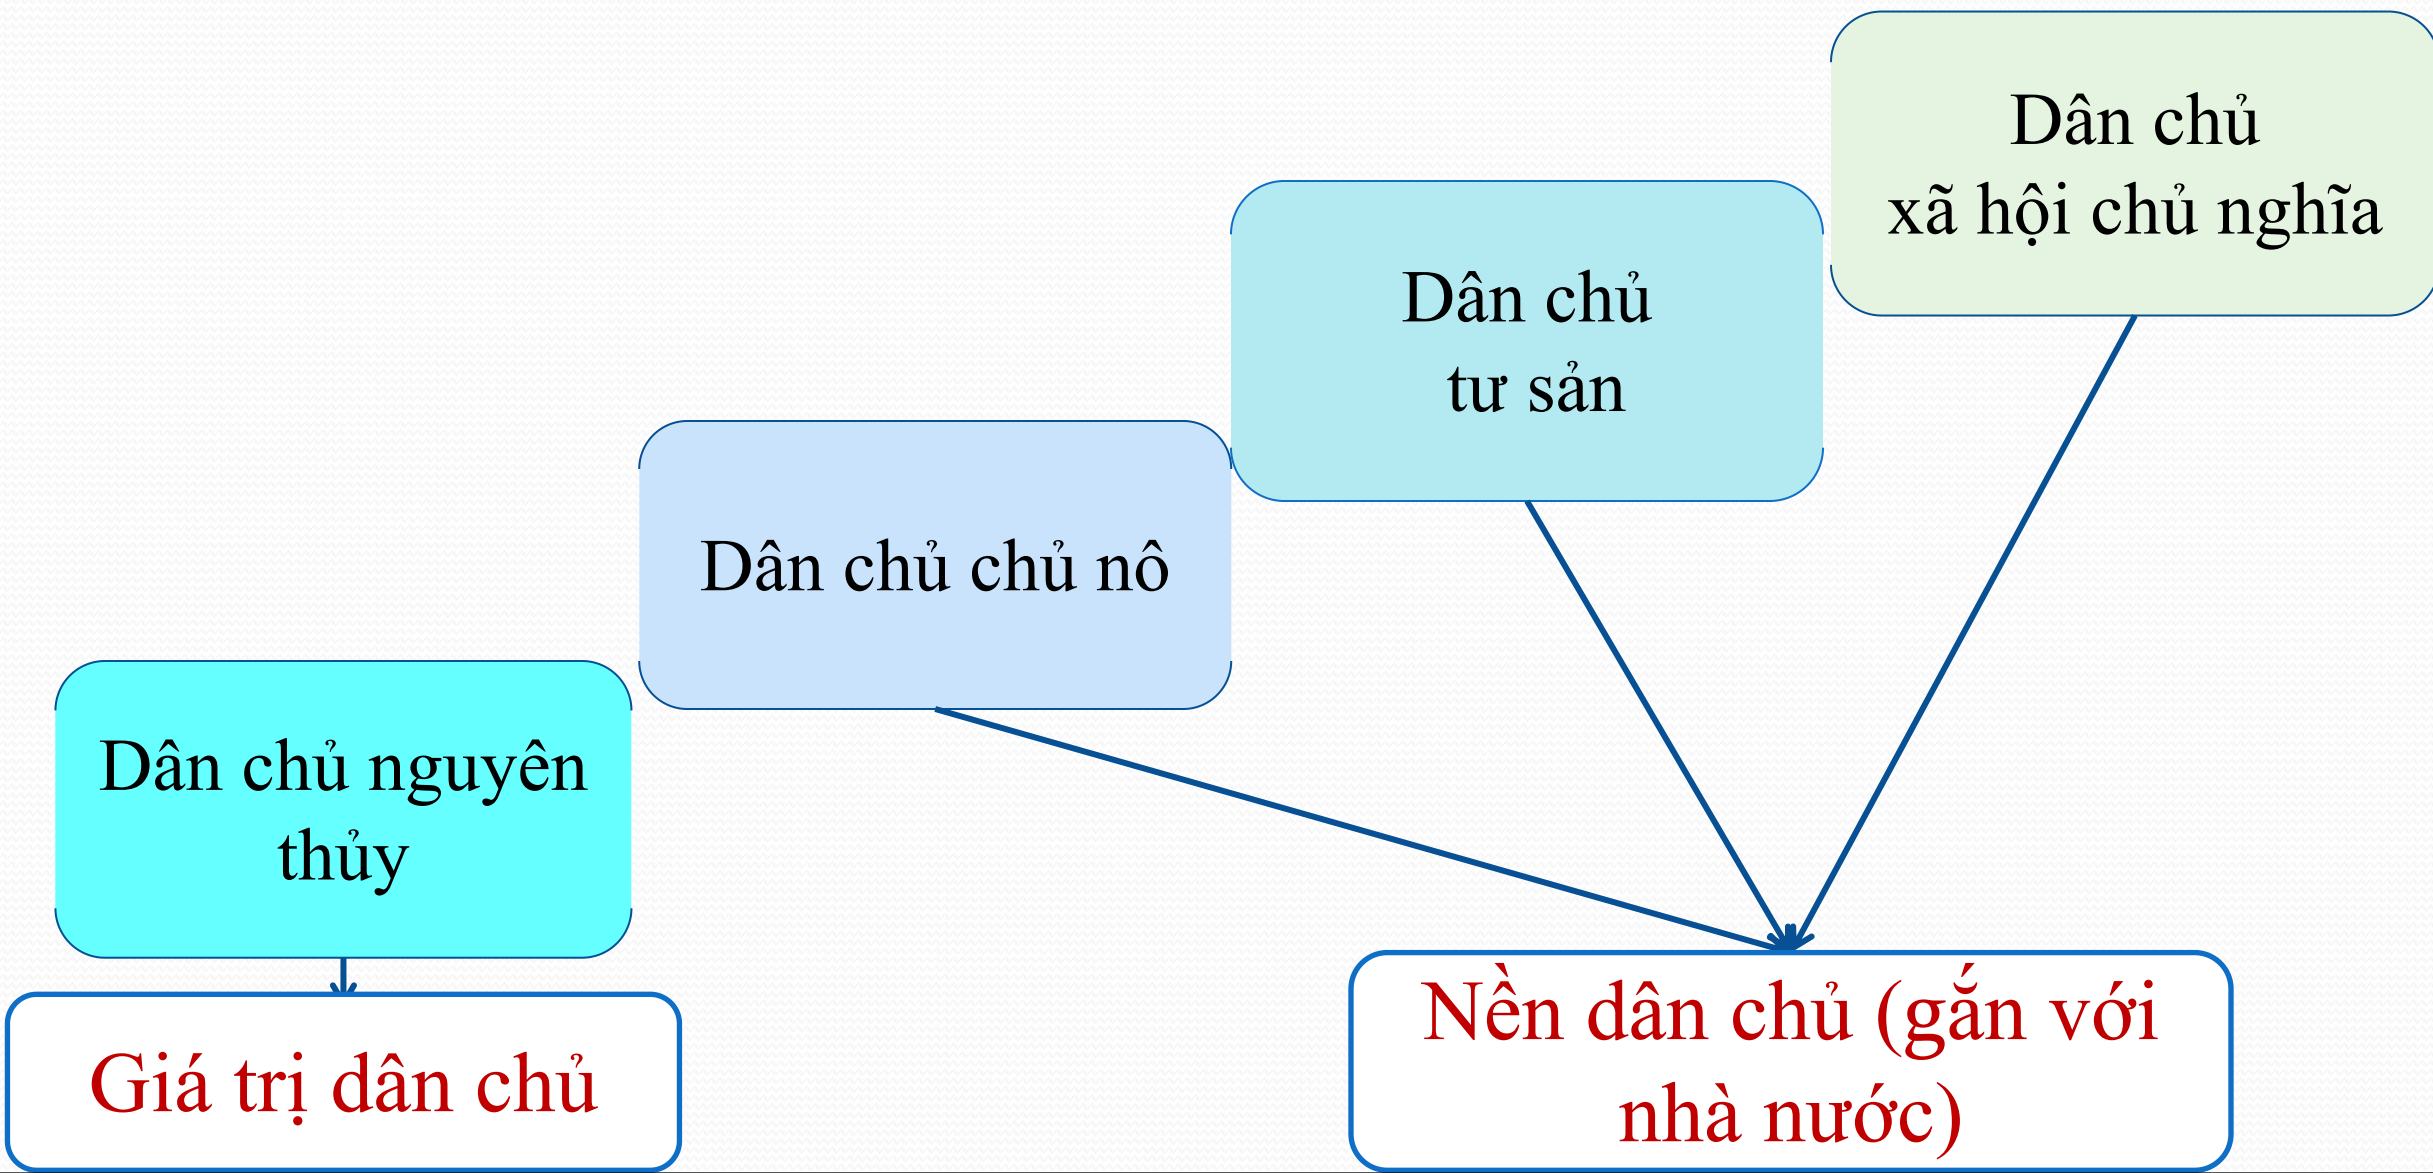 Dân chủ
xã hội chủ nghĩa
Dân chủ
tư sản
Dân chủ chủ nô
Dân chủ nguyên
thủy
Giá trị dân chủ
Nền dân chủ (gắn với
nhà nước)